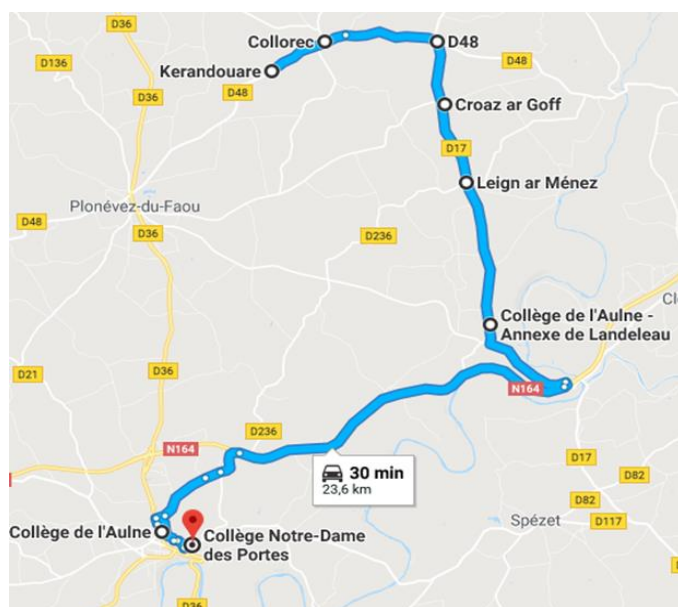 D36
D136
Collorec
D48
D48
Kerandouare
D48
D36
Croaz ar Goff
D17
Leign ar Ménez
Plonévez-du-Faou
D48
D36
D236
Collège de l'Aulne -
Annexe de Landeleau
D21
D36
N164
D236
N164
30 min
23,6 km
D17
D82
D82
D82
Spézet
D117
Collège de l'Aulne
Collège Notre-Dame
des Portes
D36